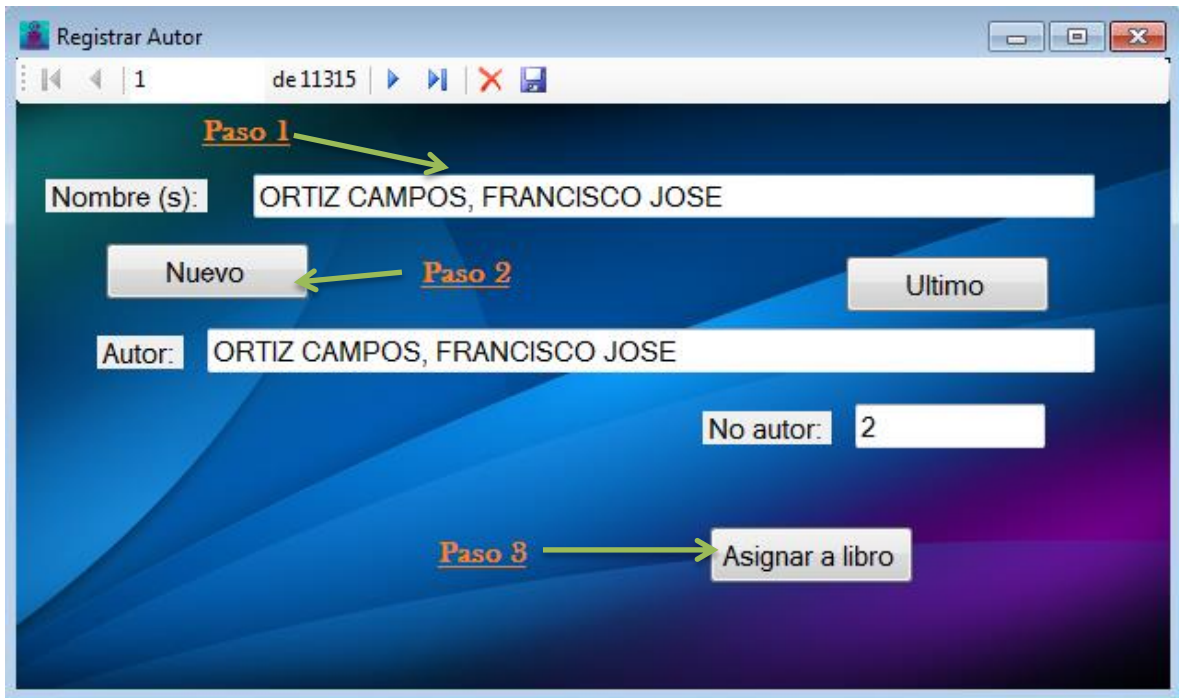 Registrar Autor
1 de 11315
Paso 1
Nombre (s): ORTIZ CAMPOS, FRANCISCO JOSE
Nuevo Paso 2 Ultimo
Autor: ORTIZ CAMPOS, FRANCISCO JOSE
No autor: 2
Paso 3 Asignar a libro